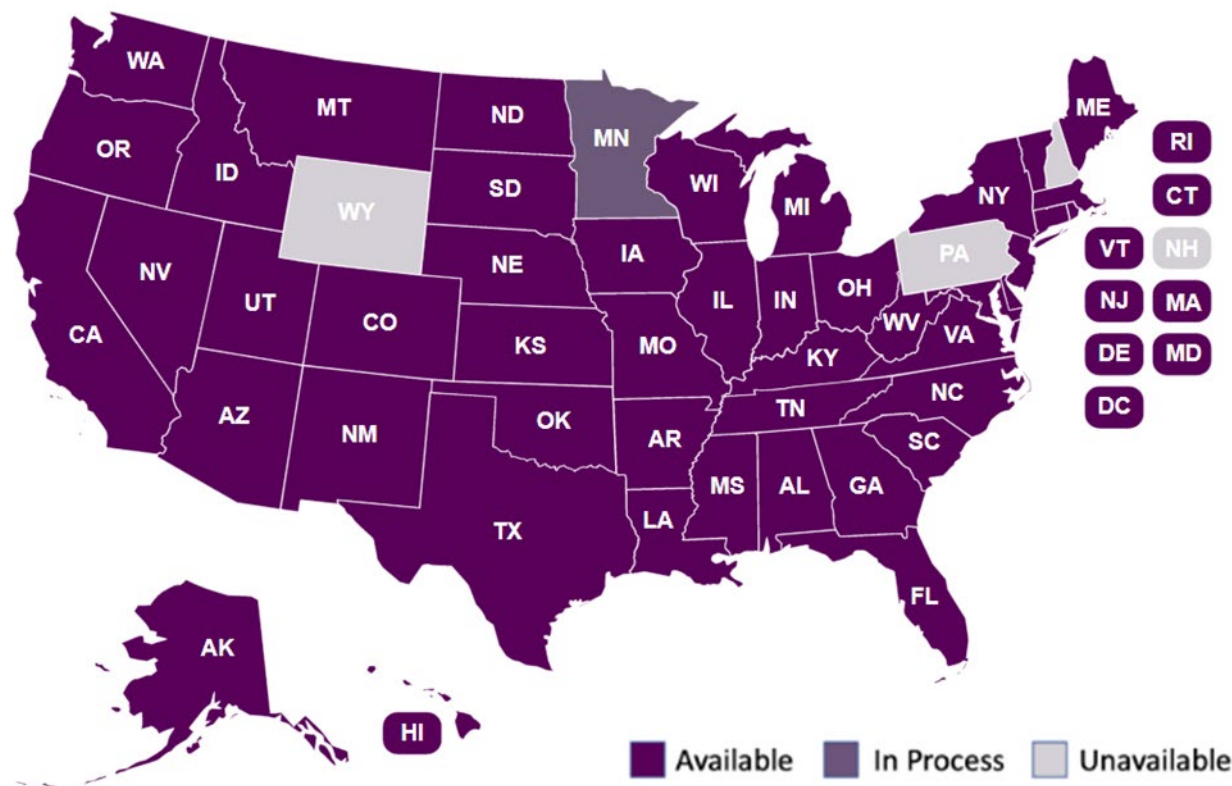 WA
MT
ND
MN
ME
OR
ID
SD
WI
MI
NY
RI
CT
WY
VT
NH
NV
UT
NE
IA
PA
CA
CO
IL
IN
OH
NJ
MA
KS
MO
WV
VA
KY
DE
MD
AZ
NM
OK
AR
TN
NC
DC
SC
MS
AL
GA
TX
LA
FL
AK
HI
Available
In Process
Unavailable